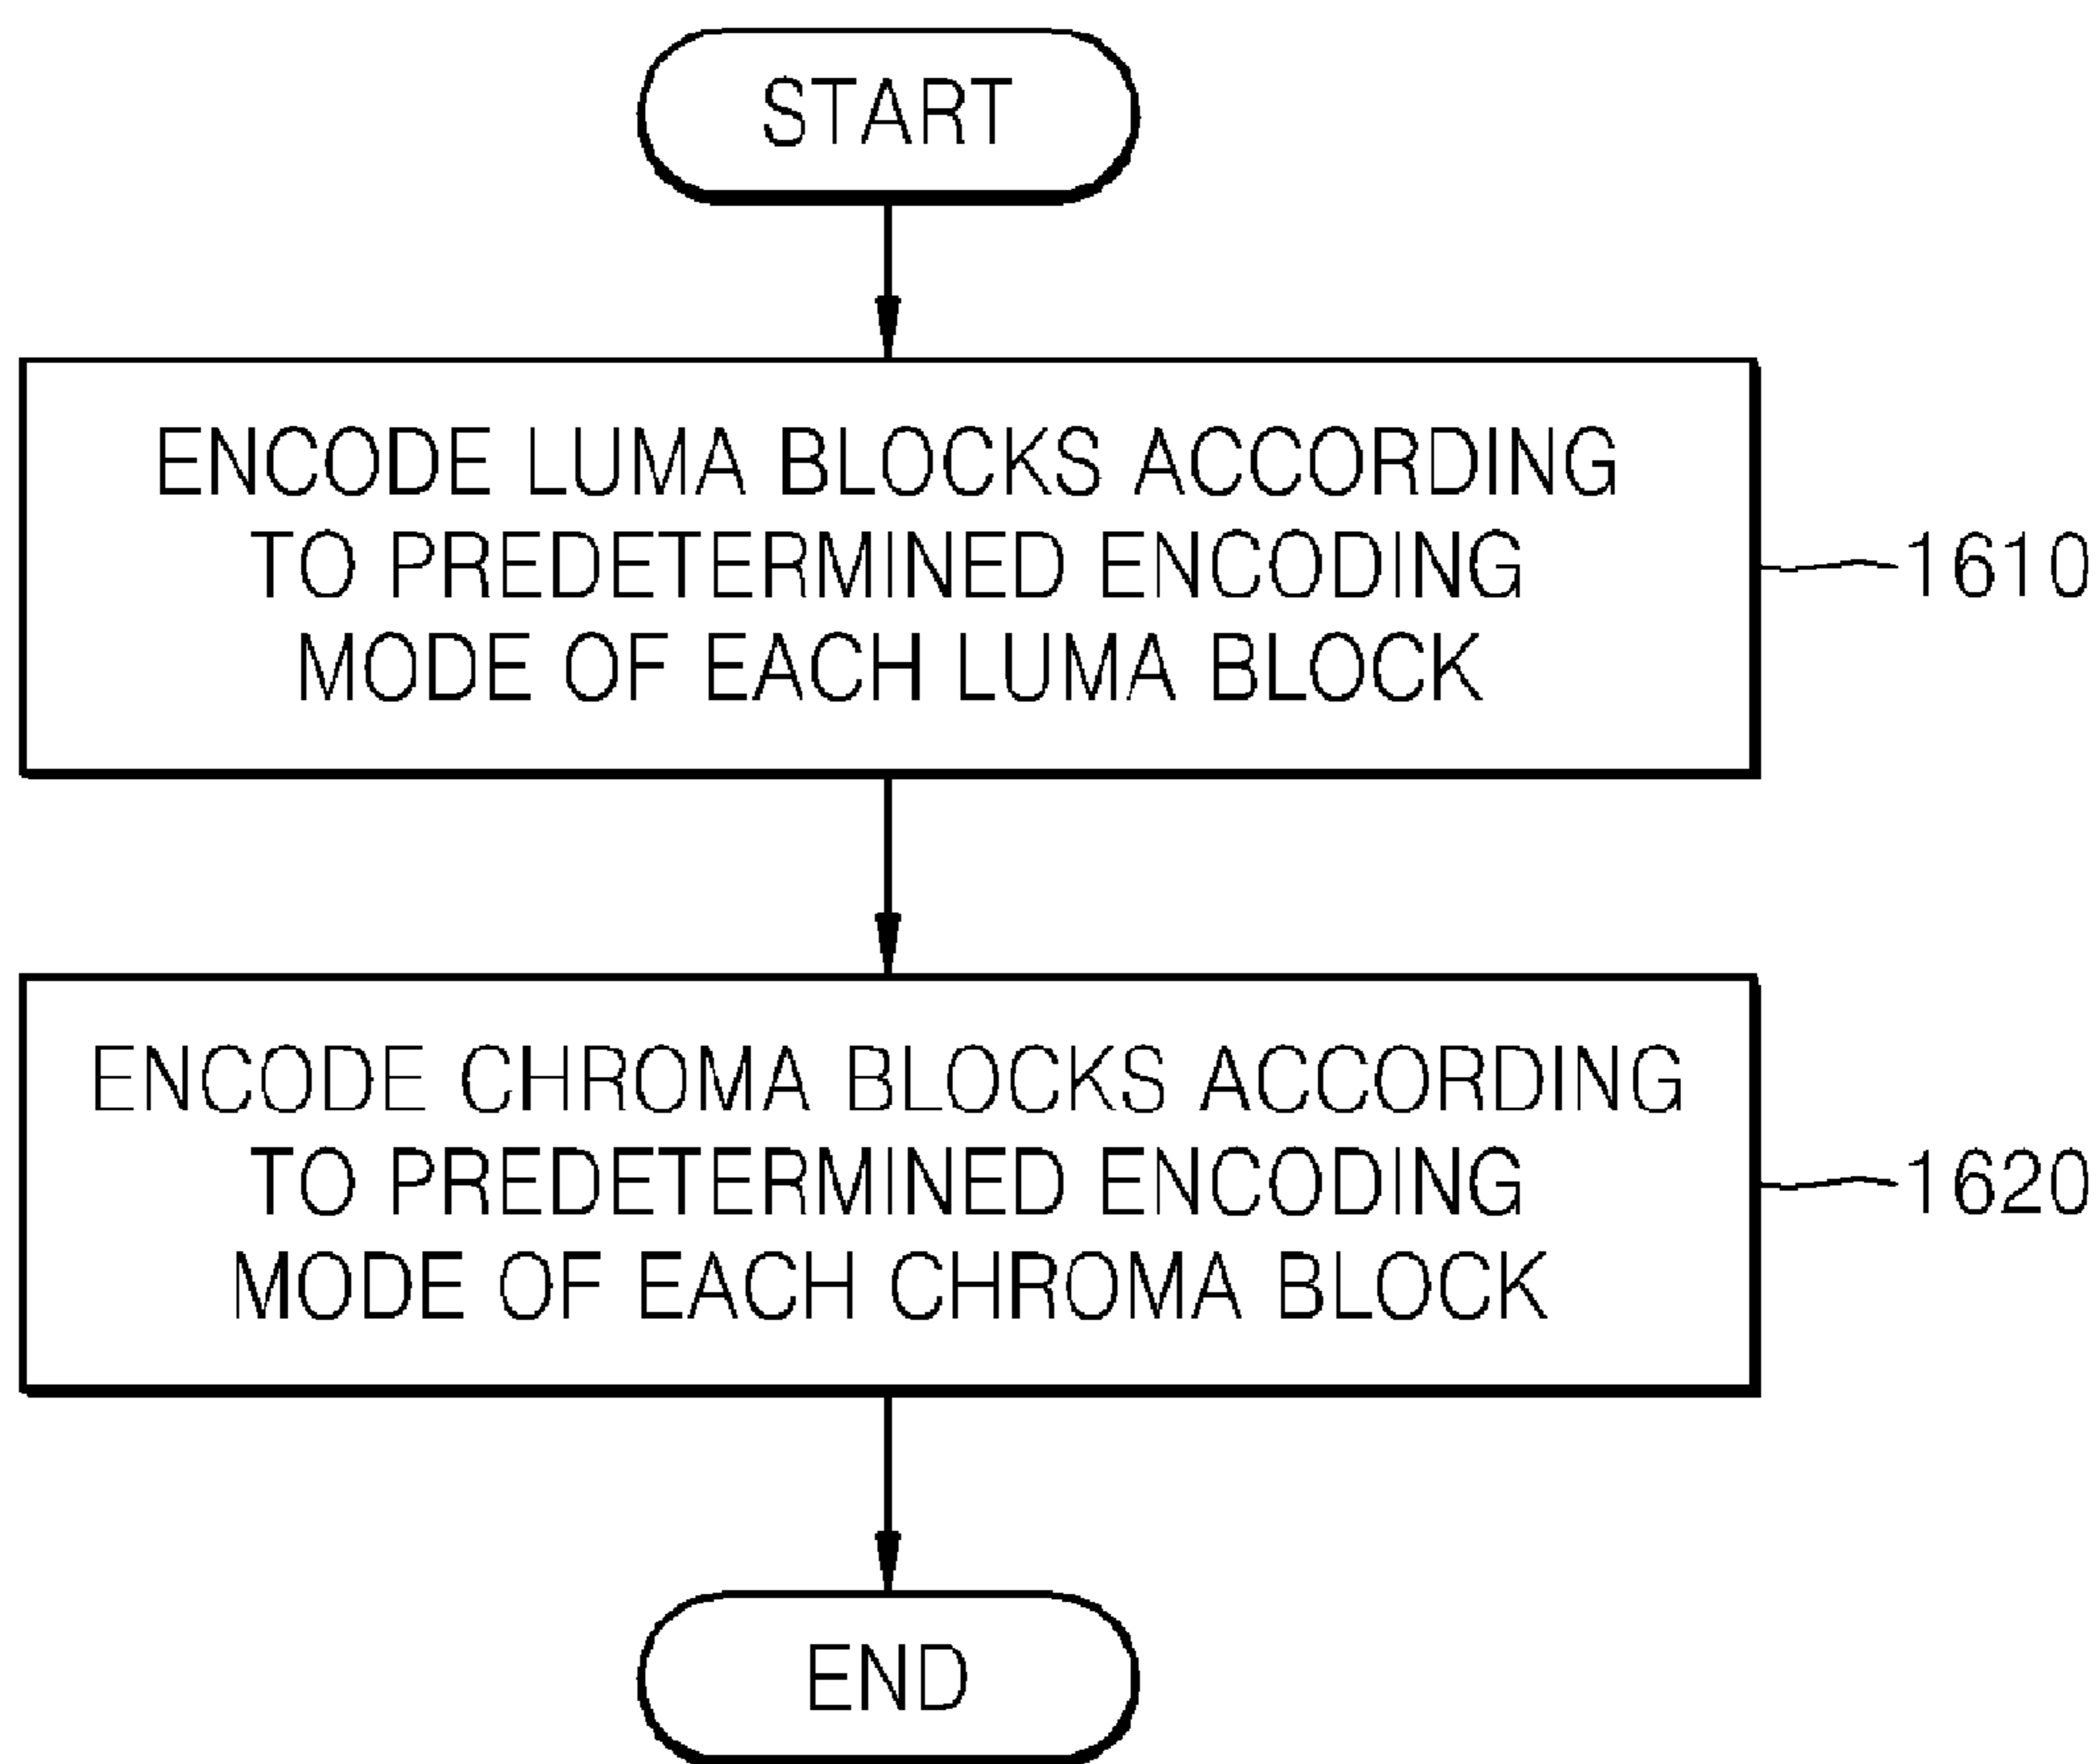 START
ENCODE LUMA BLOCKS ACCORDING
TO PREDETERMINED ENCODING
MODE OF EACH LUMA BLOCK
1610
ENCODE CHROMA BLOCKS ACCORDING
TO PREDETERMINED ENCODING
MODE OF EACH CHROMA BLOCK
1620
END